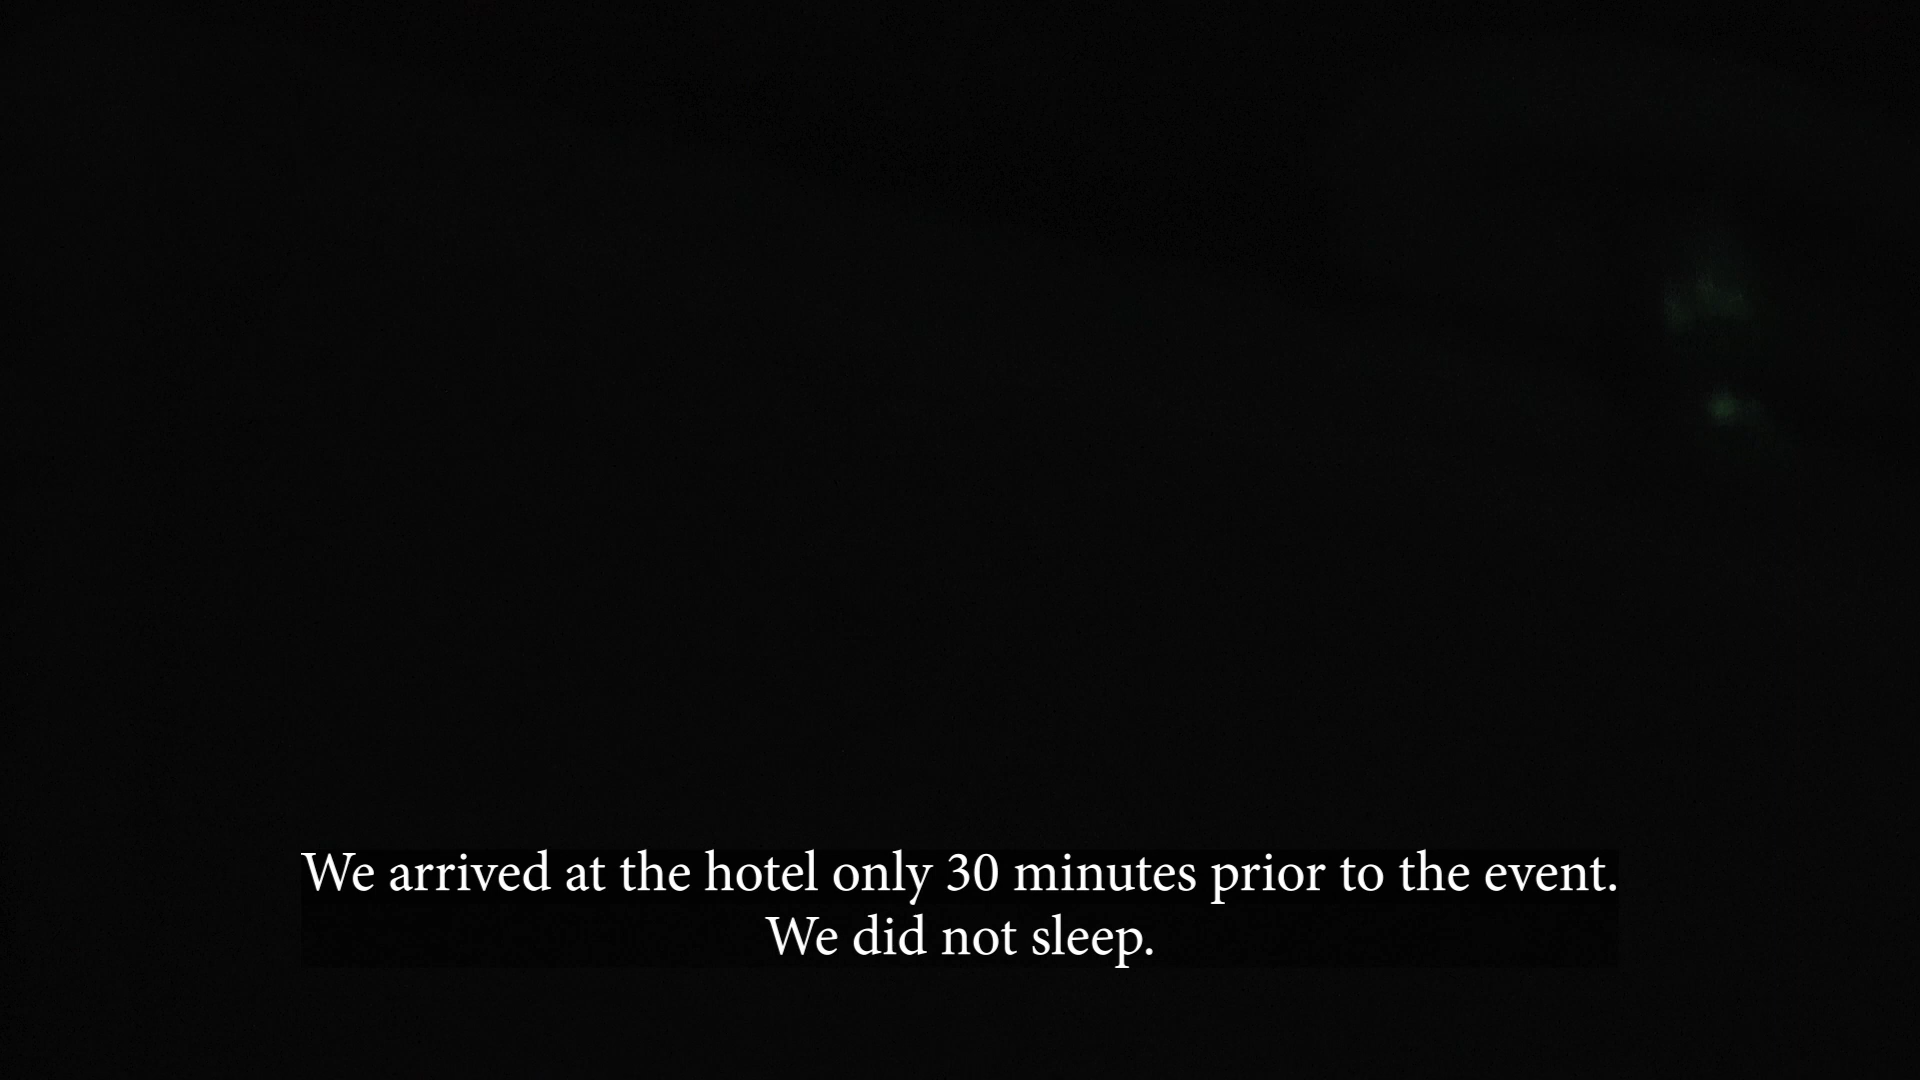 We arrived at the hotel only 30 minutes prior to the event.
We did not sleep.